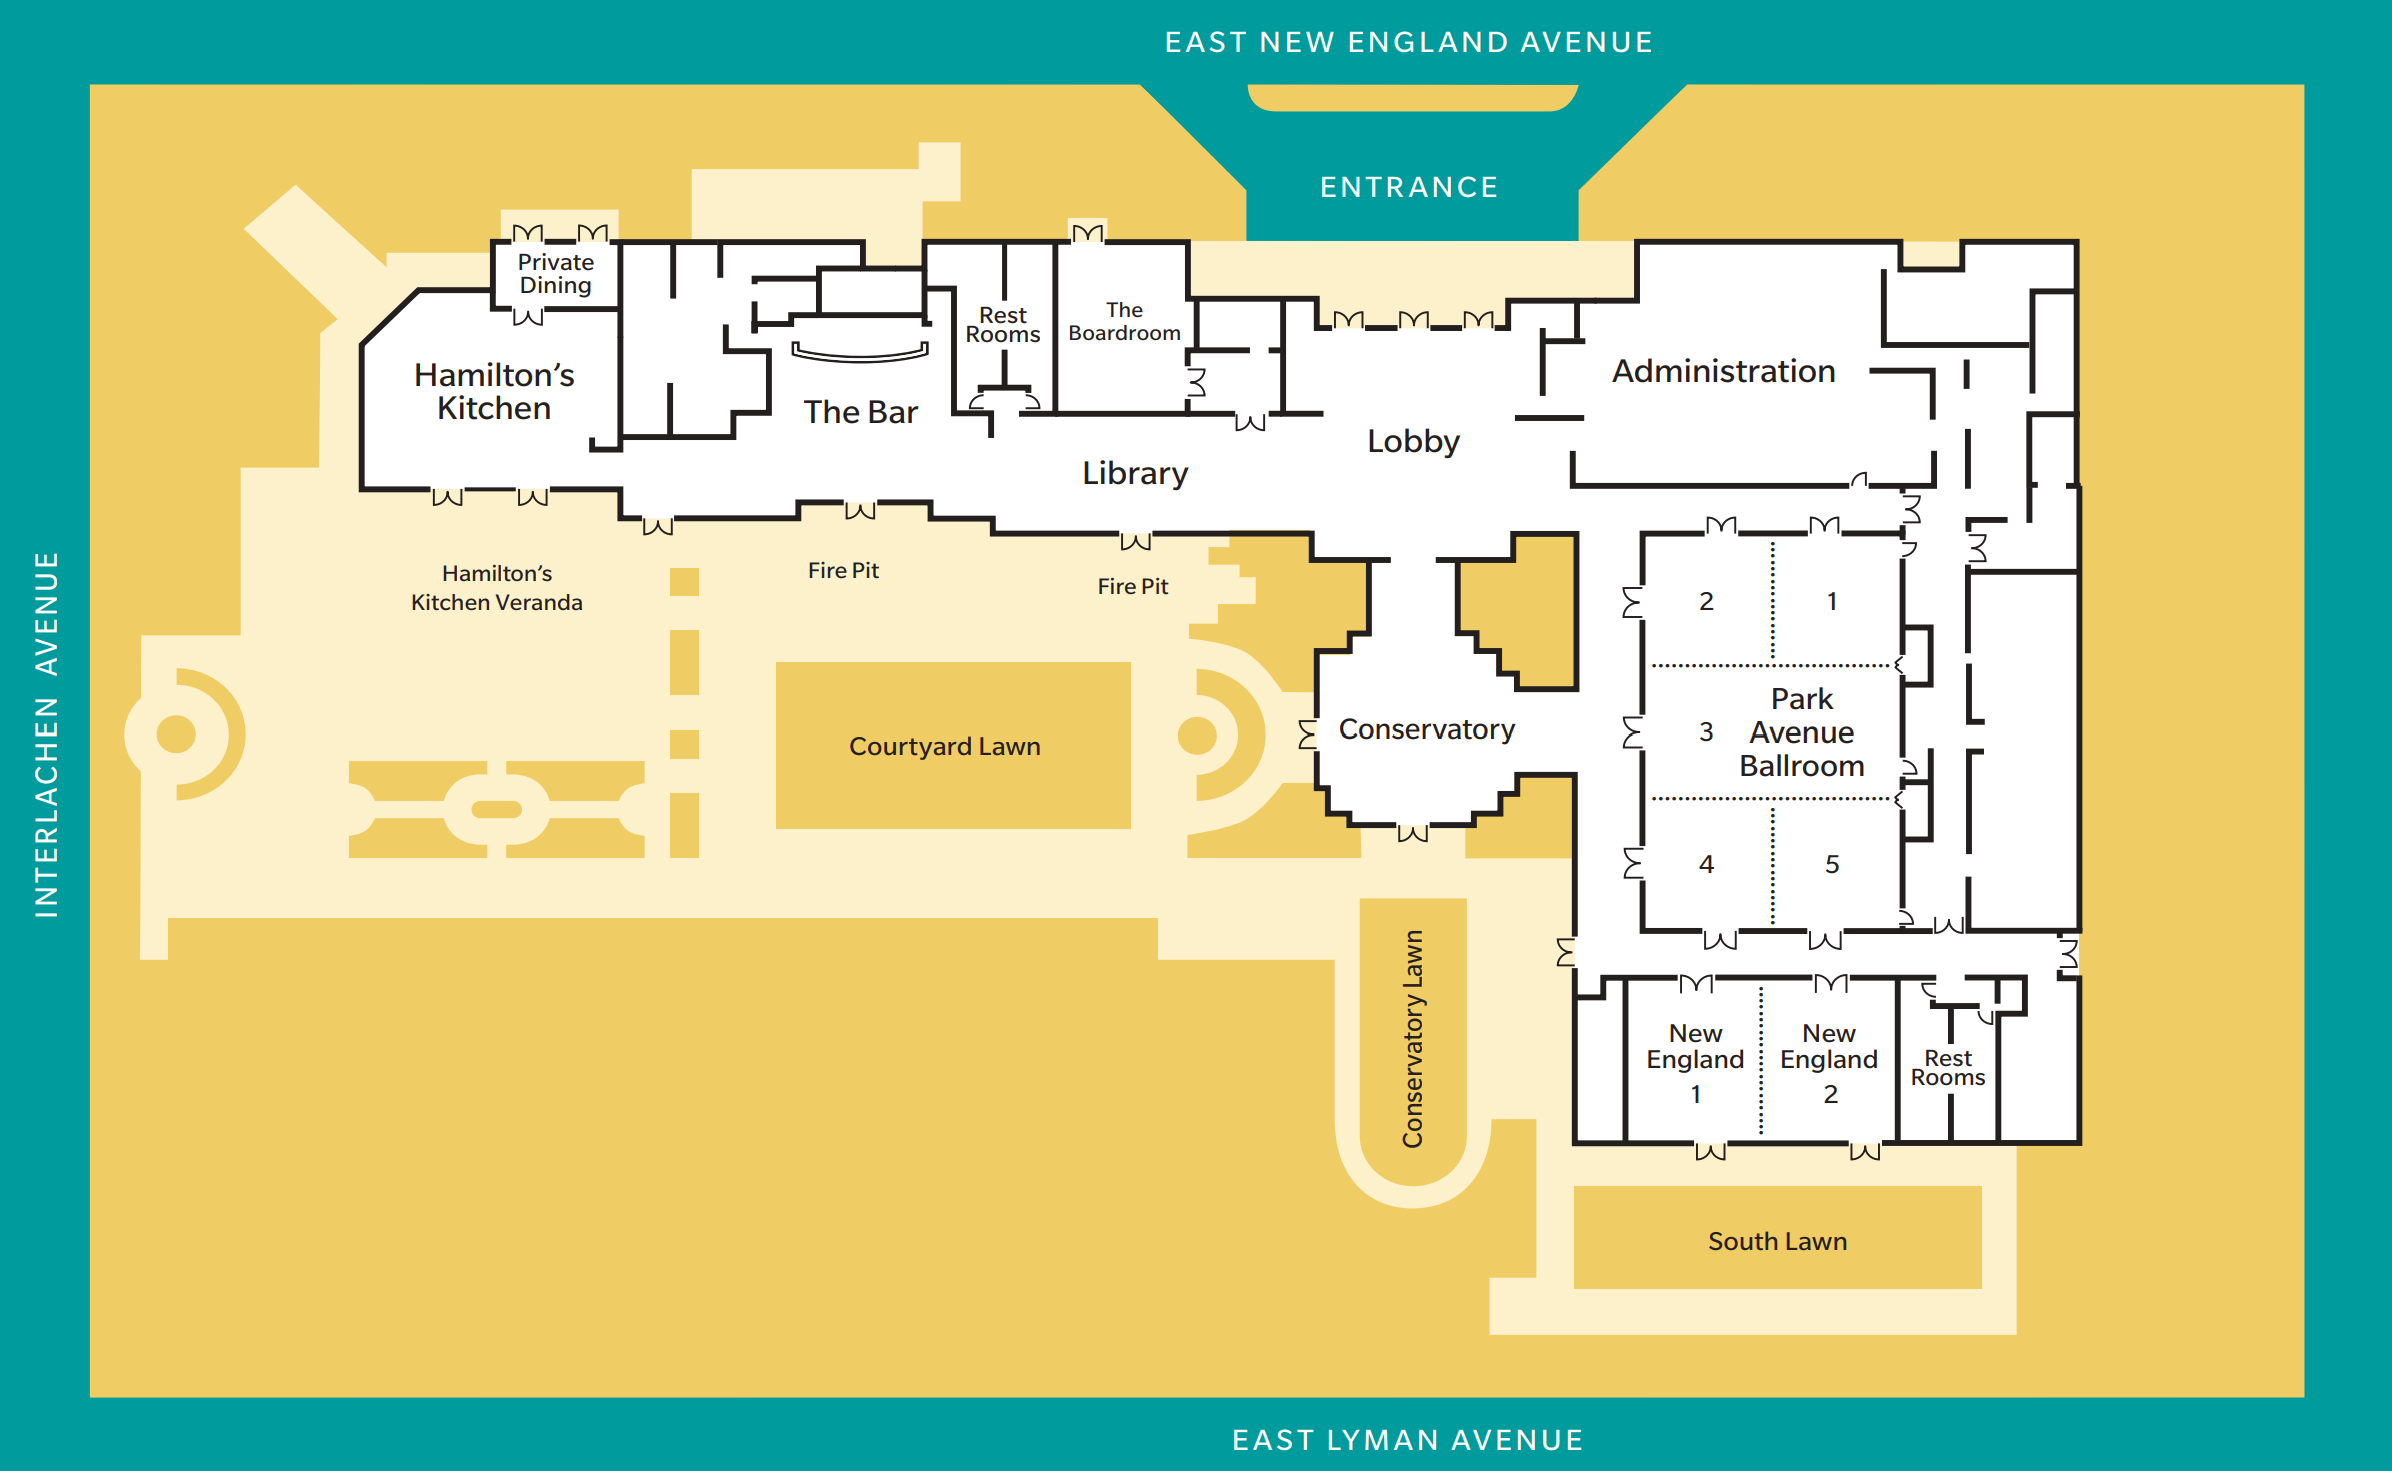 EAST NEW ENGLAND AVENUE
ENTRANCE
Private
Dining
Hamilton's
Kitchen
The Bar
Rest
Rooms
The
Boardroom
Library
Lobby
Administration
INTERLACHEN AVENUE
Hamilton's
Kitchen Veranda
Fire Pit
Fire Pit
Courtyard Lawn
Conservatory
2
1
3
Park
Avenue
Ballroom
4
5
Conservatory Lawn
New
England
1
New
England
2
Rest
Rooms
South Lawn
EAST LYMAN AVENUE